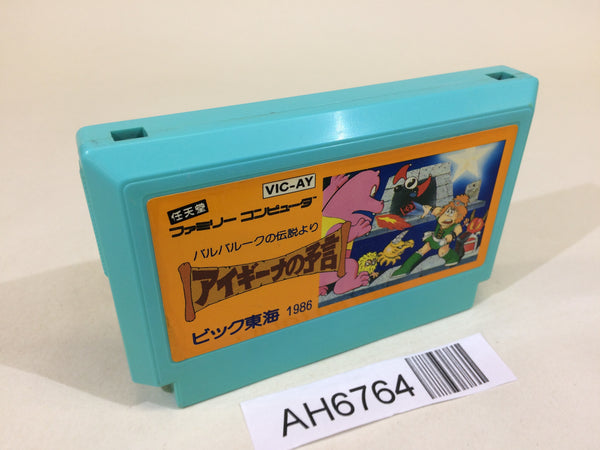 VIC-AY
任天堂
ファミリー コンピュータ
バルバルークの伝説より
アイギーナの予言
ビック東海 1986
AH6764